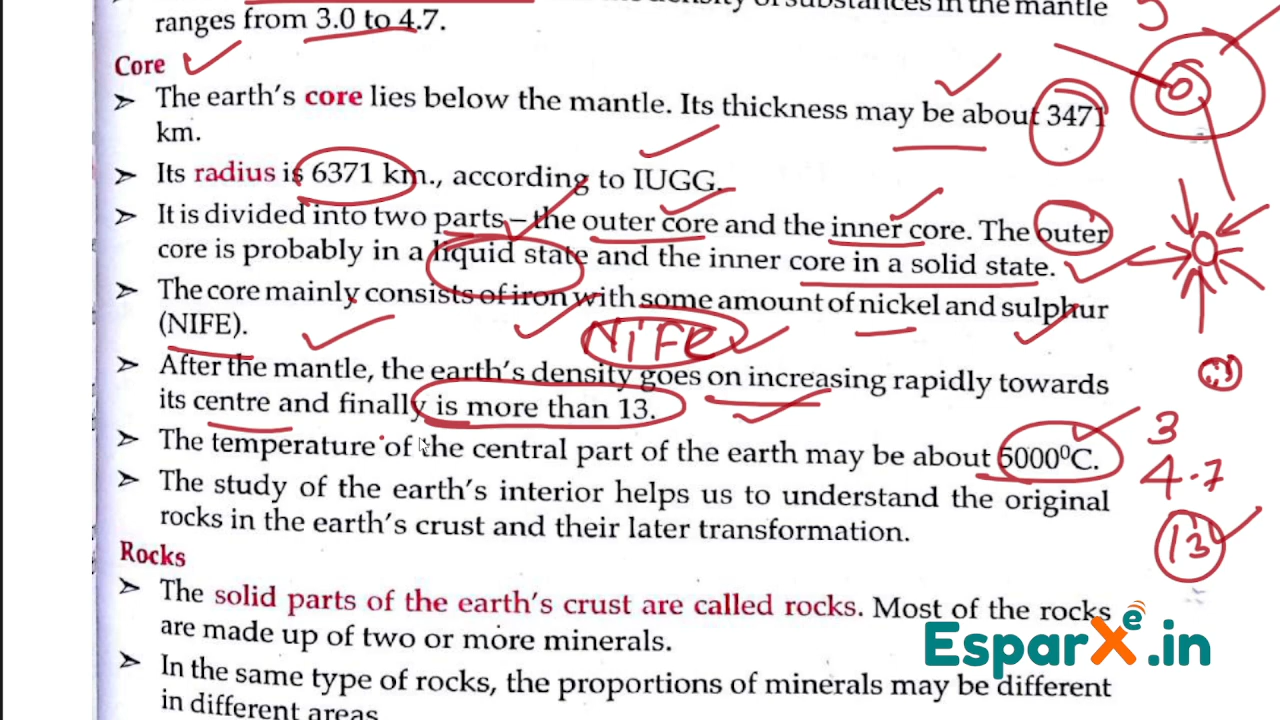 ranges from 3.0 to 4.7.
Core
➢ The earth's core lies below the mantle. Its thickness may be about 3471
km.
➢ Its radius is 6371 km., according to IUGG.
➢ It is divided into two parts – the outer core and the inner core. The outer
core is probably in a liquid state and the inner core in a solid state.
➢ The core mainly consists of iron with some amount of nickel and sulphur
(NIFE).
NiFe
➢ After the mantle, the earth's density goes on increasing rapidly towards
its centre and finally is more than 13.
➢ The temperature of the central part of the earth may be about 5000⁰C.
➢ The study of the earth's interior helps us to understand the original
rocks in the earth's crust and their later transformation.
3
4.7
13
Rocks
➢ The solid parts of the earth's crust are called rocks. Most of the rocks
are made up of two or more minerals.
➢ In the same type of rocks, the proportions of minerals may be different
in different areas
EsparXe.in